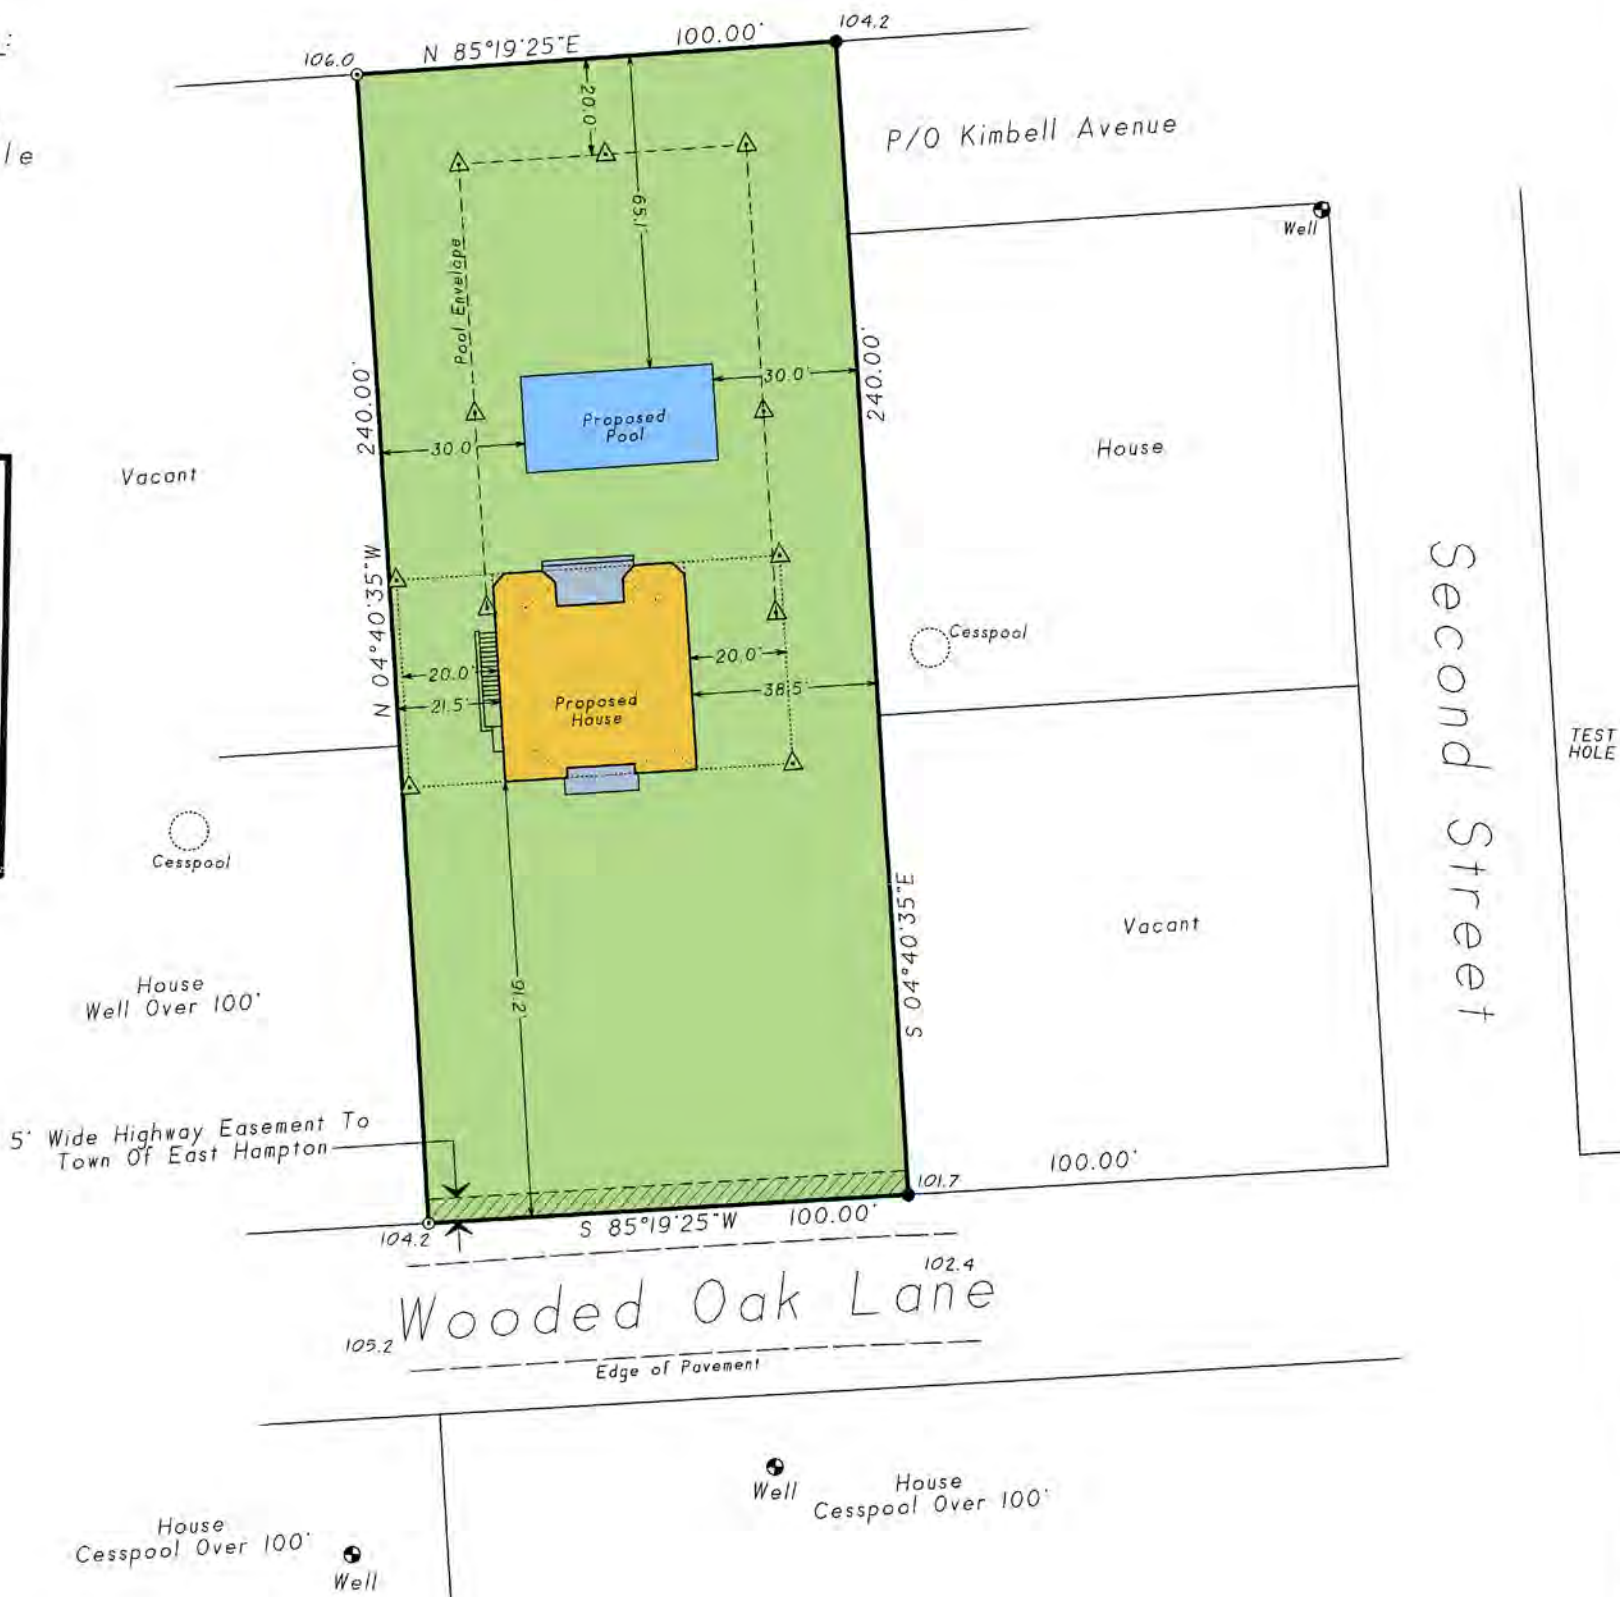 le
106.0
N 85°19'25"E
100.00'
104.2
P/O Kimbell Avenue
20.0'
65.1'
Pool Envelape
Well
240.00'
30.0'
240.00'
Proposed
Pool
30.0'
Vacant
House
N 04°40'35"W
Cesspool
20.0'
20.0'
38.5'
21.5'
Proposed
House
Second Street
TEST
HOLE
Cesspool
S 04°40'35"E
Vacant
91.2'
House
Well Over 100'
5' Wide Highway Easement To
Town Of East Hampton
100.00'
101.7
104.2
S 85°19'25"W
100.00'
102.4
Wooded Oak Lane
105.2
Edge of Pavement
Well
House
Cesspool Over 100'
House
Cesspool Over 100'
Well